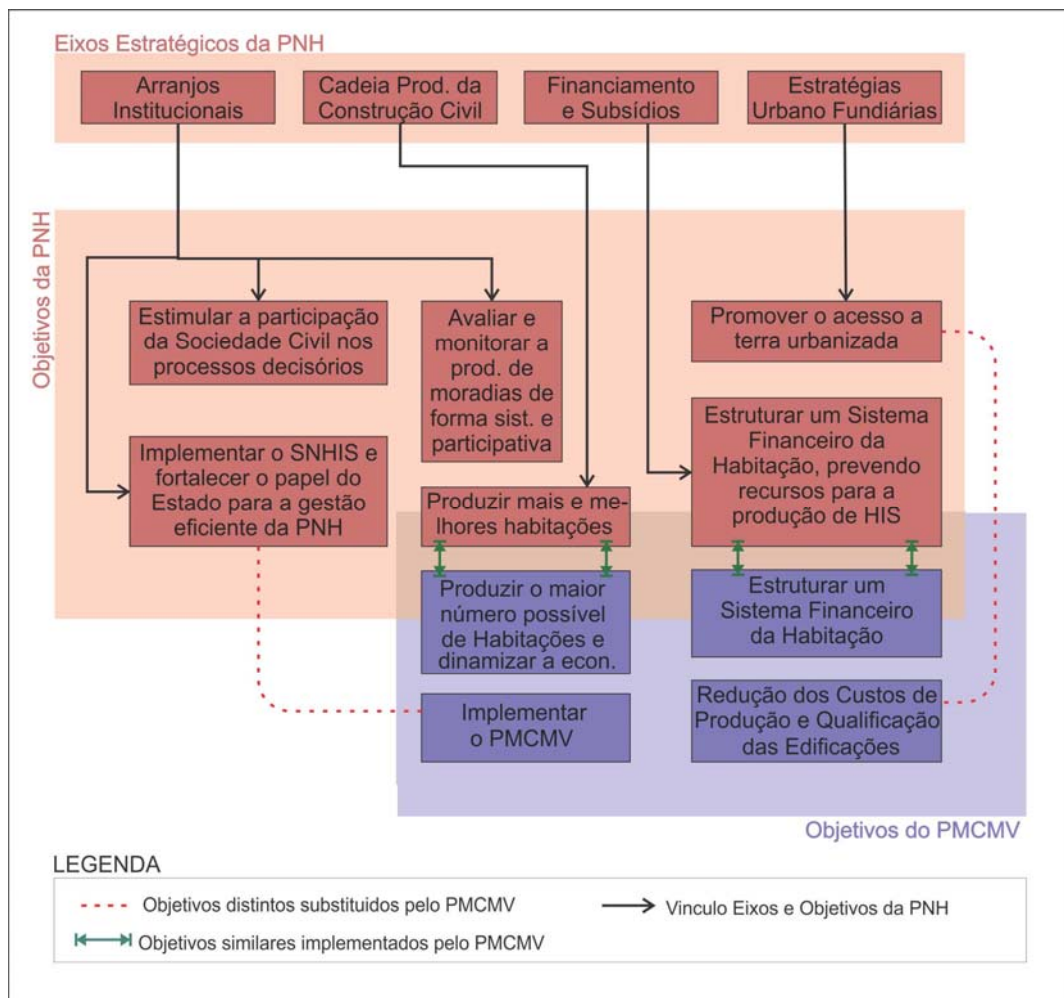 Eixos Estratégicos da PNH
Arranjos
Institucionais
Cadeia Prod. da
Construção Civil
Financiamento
e Subsídios
Estratégias
Urbano Fundiárias
Objetivos da PNH
Estimular a participação
da Sociedade Civil nos
processos decisórios
Avaliar e
monitorar a
prod. de
moradias de
forma sist. e
participativa
Promover o acesso a
terra urbanizada
Implementar o SNHIS e
fortalecer o papel do
Estado para a gestão
eficiente da PNH
Produzir mais e me-
lhores habitações
Estruturar um Sistema
Financeiro da
Habitação, prevendo
recursos para a
produção de HIS
Produzir o maior
número possível
de Habitações e
dinamizar a econ.
Estruturar um
Sistema Financeiro
da Habitação
Implementar
o PMCMV
Redução dos Custos de
Produção e Qualificação
das Edificações
Objetivos do PMCMV
LEGENDA
Objetivos distintos substituidos pelo PMCMV
Vinculo Eixos e Objetivos da PNH
Objetivos similares implementados pelo PMCMV